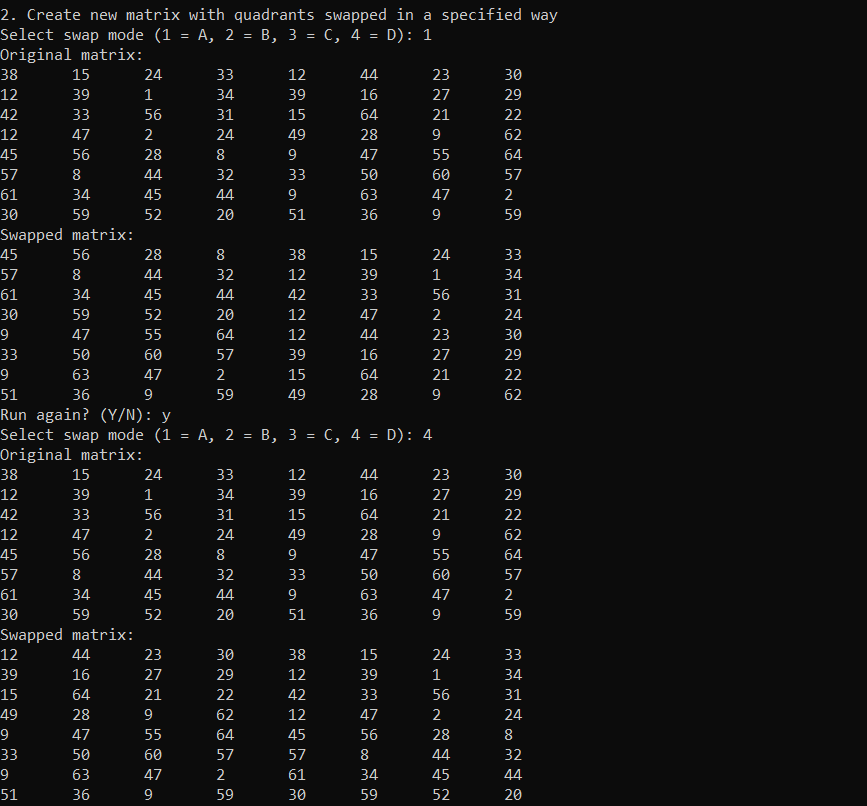 2. Create new matrix with quadrants swapped in a specified way
Select swap mode (1 = A, 2 = B, 3 = C, 4 = D): 1
Original matrix:
38 15 24 33 12 44 23 30
12 39 1 34 39 16 27 29
42 33 56 31 15 64 21 22
12 47 2 24 49 28 9 62
45 56 28 8 9 47 55 64
57 8 44 32 33 50 60 57
61 34 45 44 9 63 47 2
30 59 52 20 51 36 9 59
Swapped matrix:
45 56 28 8 38 15 24 33
57 8 44 32 12 39 1 34
61 34 45 44 42 33 56 31
30 59 52 20 12 47 2 24
9 47 55 64 12 44 23 30
33 50 60 57 39 16 27 29
9 63 47 2 15 64 21 22
51 36 9 59 49 28 9 62
Run again? (Y/N): y
Select swap mode (1 = A, 2 = B, 3 = C, 4 = D): 4
Original matrix:
38 15 24 33 12 44 23 30
12 39 1 34 39 16 27 29
42 33 56 31 15 64 21 22
12 47 2 24 49 28 9 62
45 56 28 8 9 47 55 64
57 8 44 32 33 50 60 57
61 34 45 44 9 63 47 2
30 59 52 20 51 36 9 59
Swapped matrix:
12 44 23 30 38 15 24 33
39 16 27 29 12 39 1 34
15 64 21 22 42 33 56 31
49 28 9 62 12 47 2 24
9 47 55 64 45 56 28 8
33 50 60 57 57 8 44 32
9 63 47 2 61 34 45 44
51 36 9 59 30 59 52 20